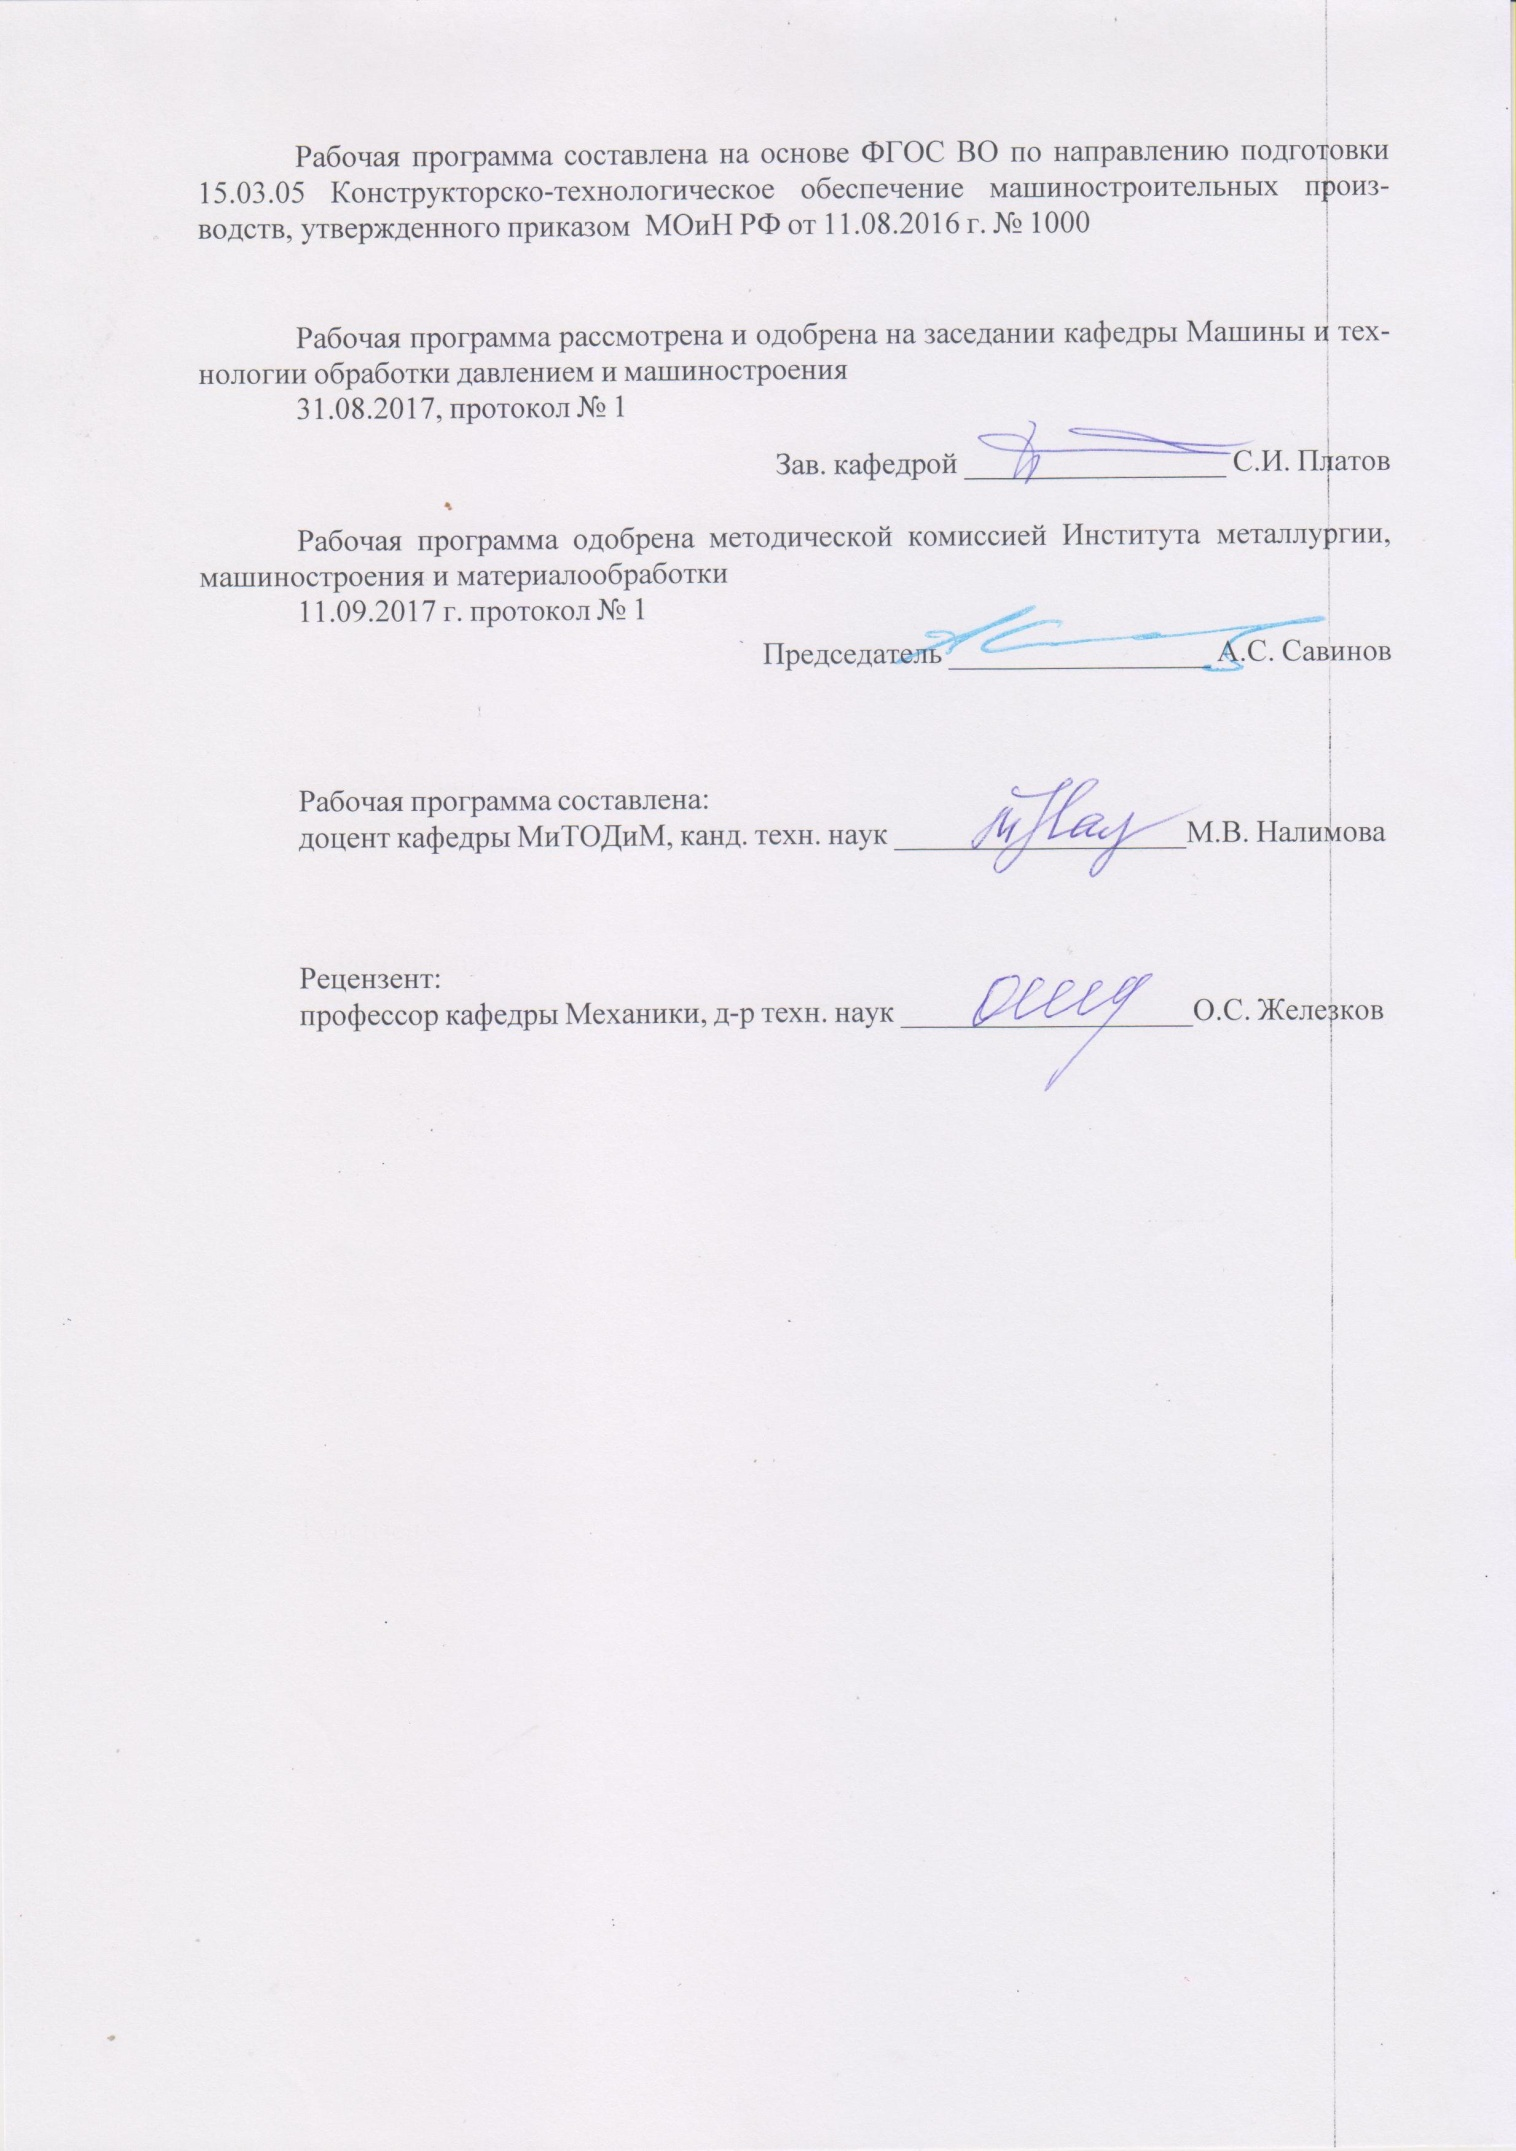 Рабочая программа составлена на основе ФГОС ВО по направлению подготовки
15.03.05 Конструкторско-технологическое обеспечение машиностроительных произ-
водств, утвержденного приказом МОиН РФ от 11.08.2016 г. № 1000
Рабочая программа рассмотрена и одобрена на заседании кафедры Машины и тех-
нологии обработки давлением и машиностроения
31.08.2017, протокол № 1
Зав. кафедрой ___________________ С.И. Платов
Рабочая программа одобрена методической комиссией Института металлургии,
машиностроения и материалообработки
11.09.2017 г. протокол № 1
Председатель ___________________ А.С. Савинов
Рабочая программа составлена:
доцент кафедры МиТОДиМ, канд. техн. наук _____________________М.В. Налимова
Рецензент:
профессор кафедры Механики, д-р техн. наук _____________________О.С. Железков